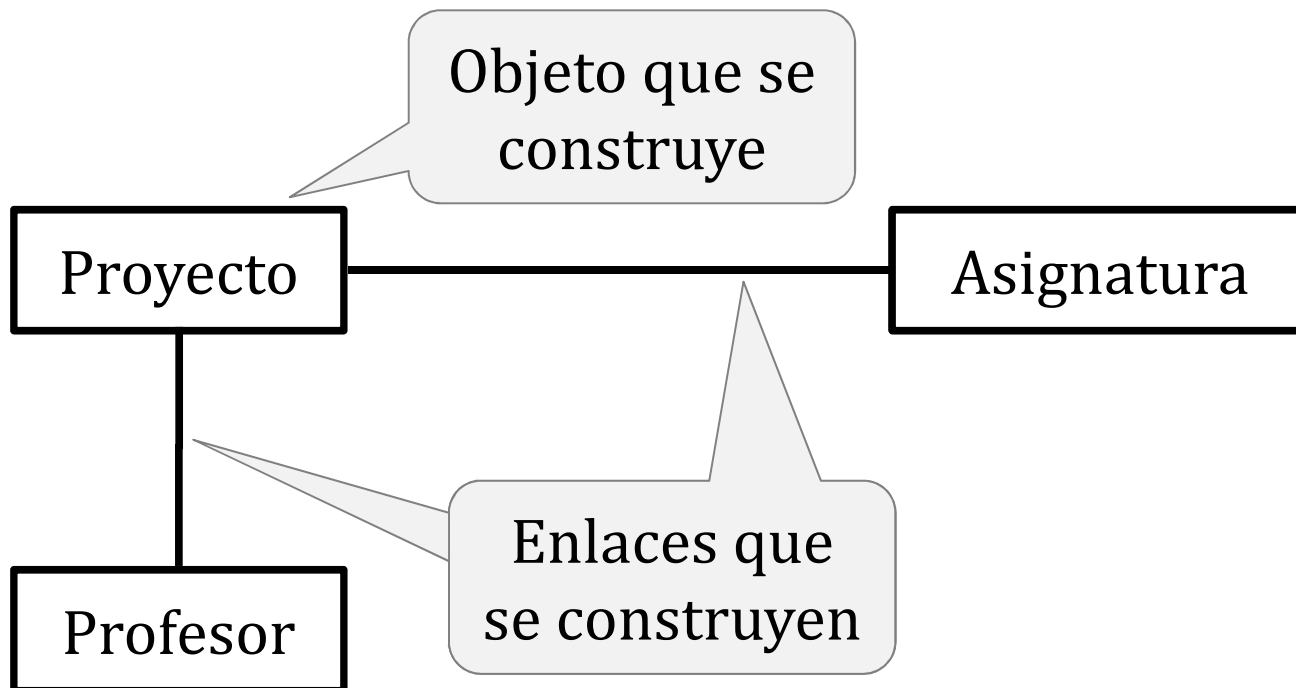 Objeto que se
construye
Proyecto
Asignatura
Enlaces que
se construyen
Profesor